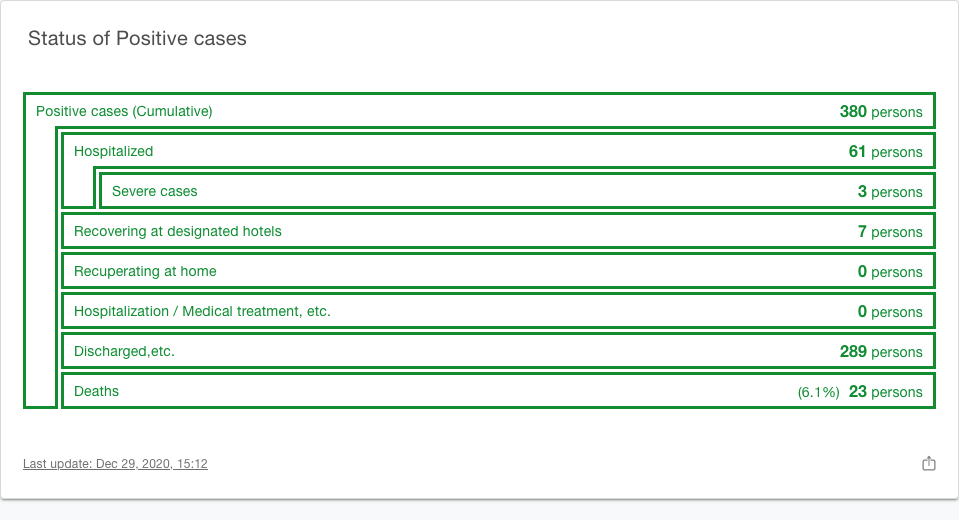 Status of Positive cases
Positive cases (Cumulative) 380 persons
Hospitalized 61 persons
Severe cases 3 persons
Recovering at designated hotels 7 persons
Recuperating at home 0 persons
Hospitalization / Medical treatment, etc. 0 persons
Discharged,etc. 289 persons
Deaths (6.1%) 23 persons
Last update: Dec 29, 2020, 15:12